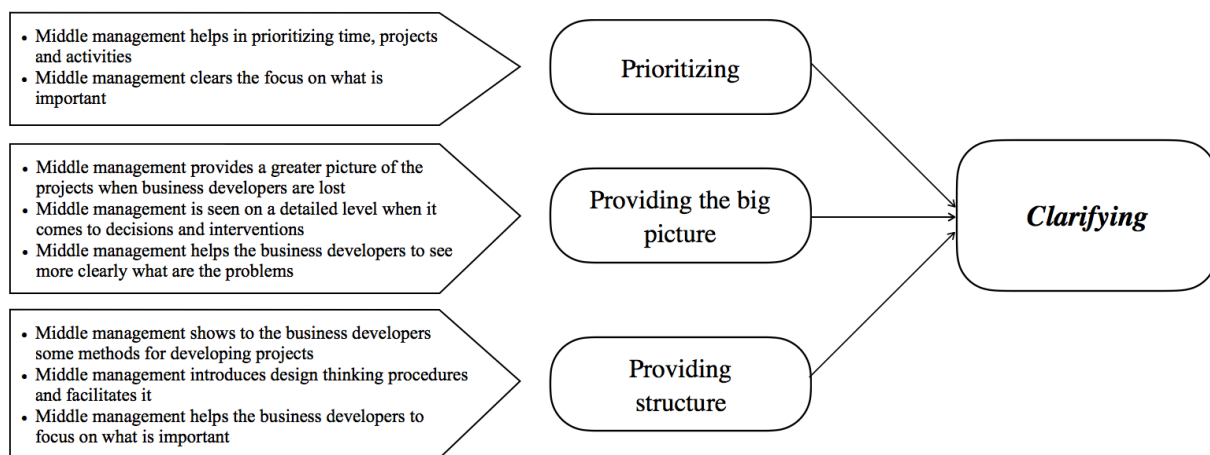 • Middle management helps in prioritizing time, projects
and activities
• Middle management clears the focus on what is
important
Prioritizing
• Middle management provides a greater picture of the
projects when business developers are lost
• Middle management is seen on a detailed level when it
comes to decisions and interventions
• Middle management helps the business developers to see
more clearly what are the problems
Providing the big
picture
Clarifying
• Middle management shows to the business developers
some methods for developing projects
• Middle management introduces design thinking procedures
and facilitates it
• Middle management helps the business developers to
focus on what is important
Providing
structure